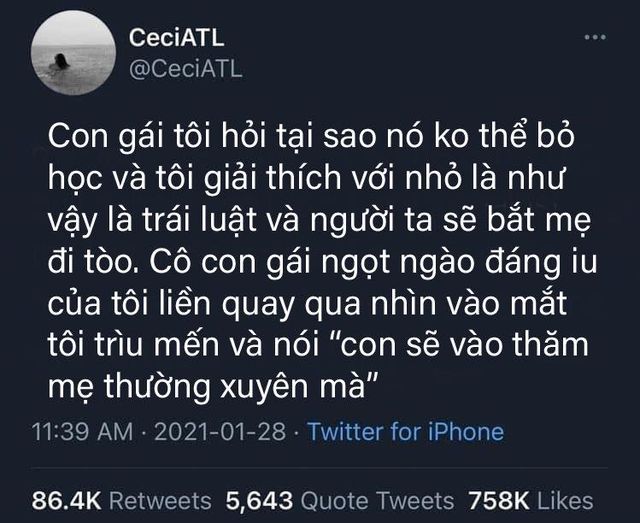 CeciATL
@CeciATL
Con gái tôi hỏi tại sao nó ko thể bỏ
học và tôi giải thích với nhỏ là như
vậy là trái luật và người ta sẽ bắt mẹ
đi tòo. Cô con gái ngọt ngào đáng iu
của tôi liền quay qua nhìn vào mắt
tôi trìu mến và nói “con sẽ vào thăm
mẹ thường xuyên mà”
11:39 AM · 2021-01-28 · Twitter for iPhone
86.4K Retweets 5,643 Quote Tweets 758K Likes